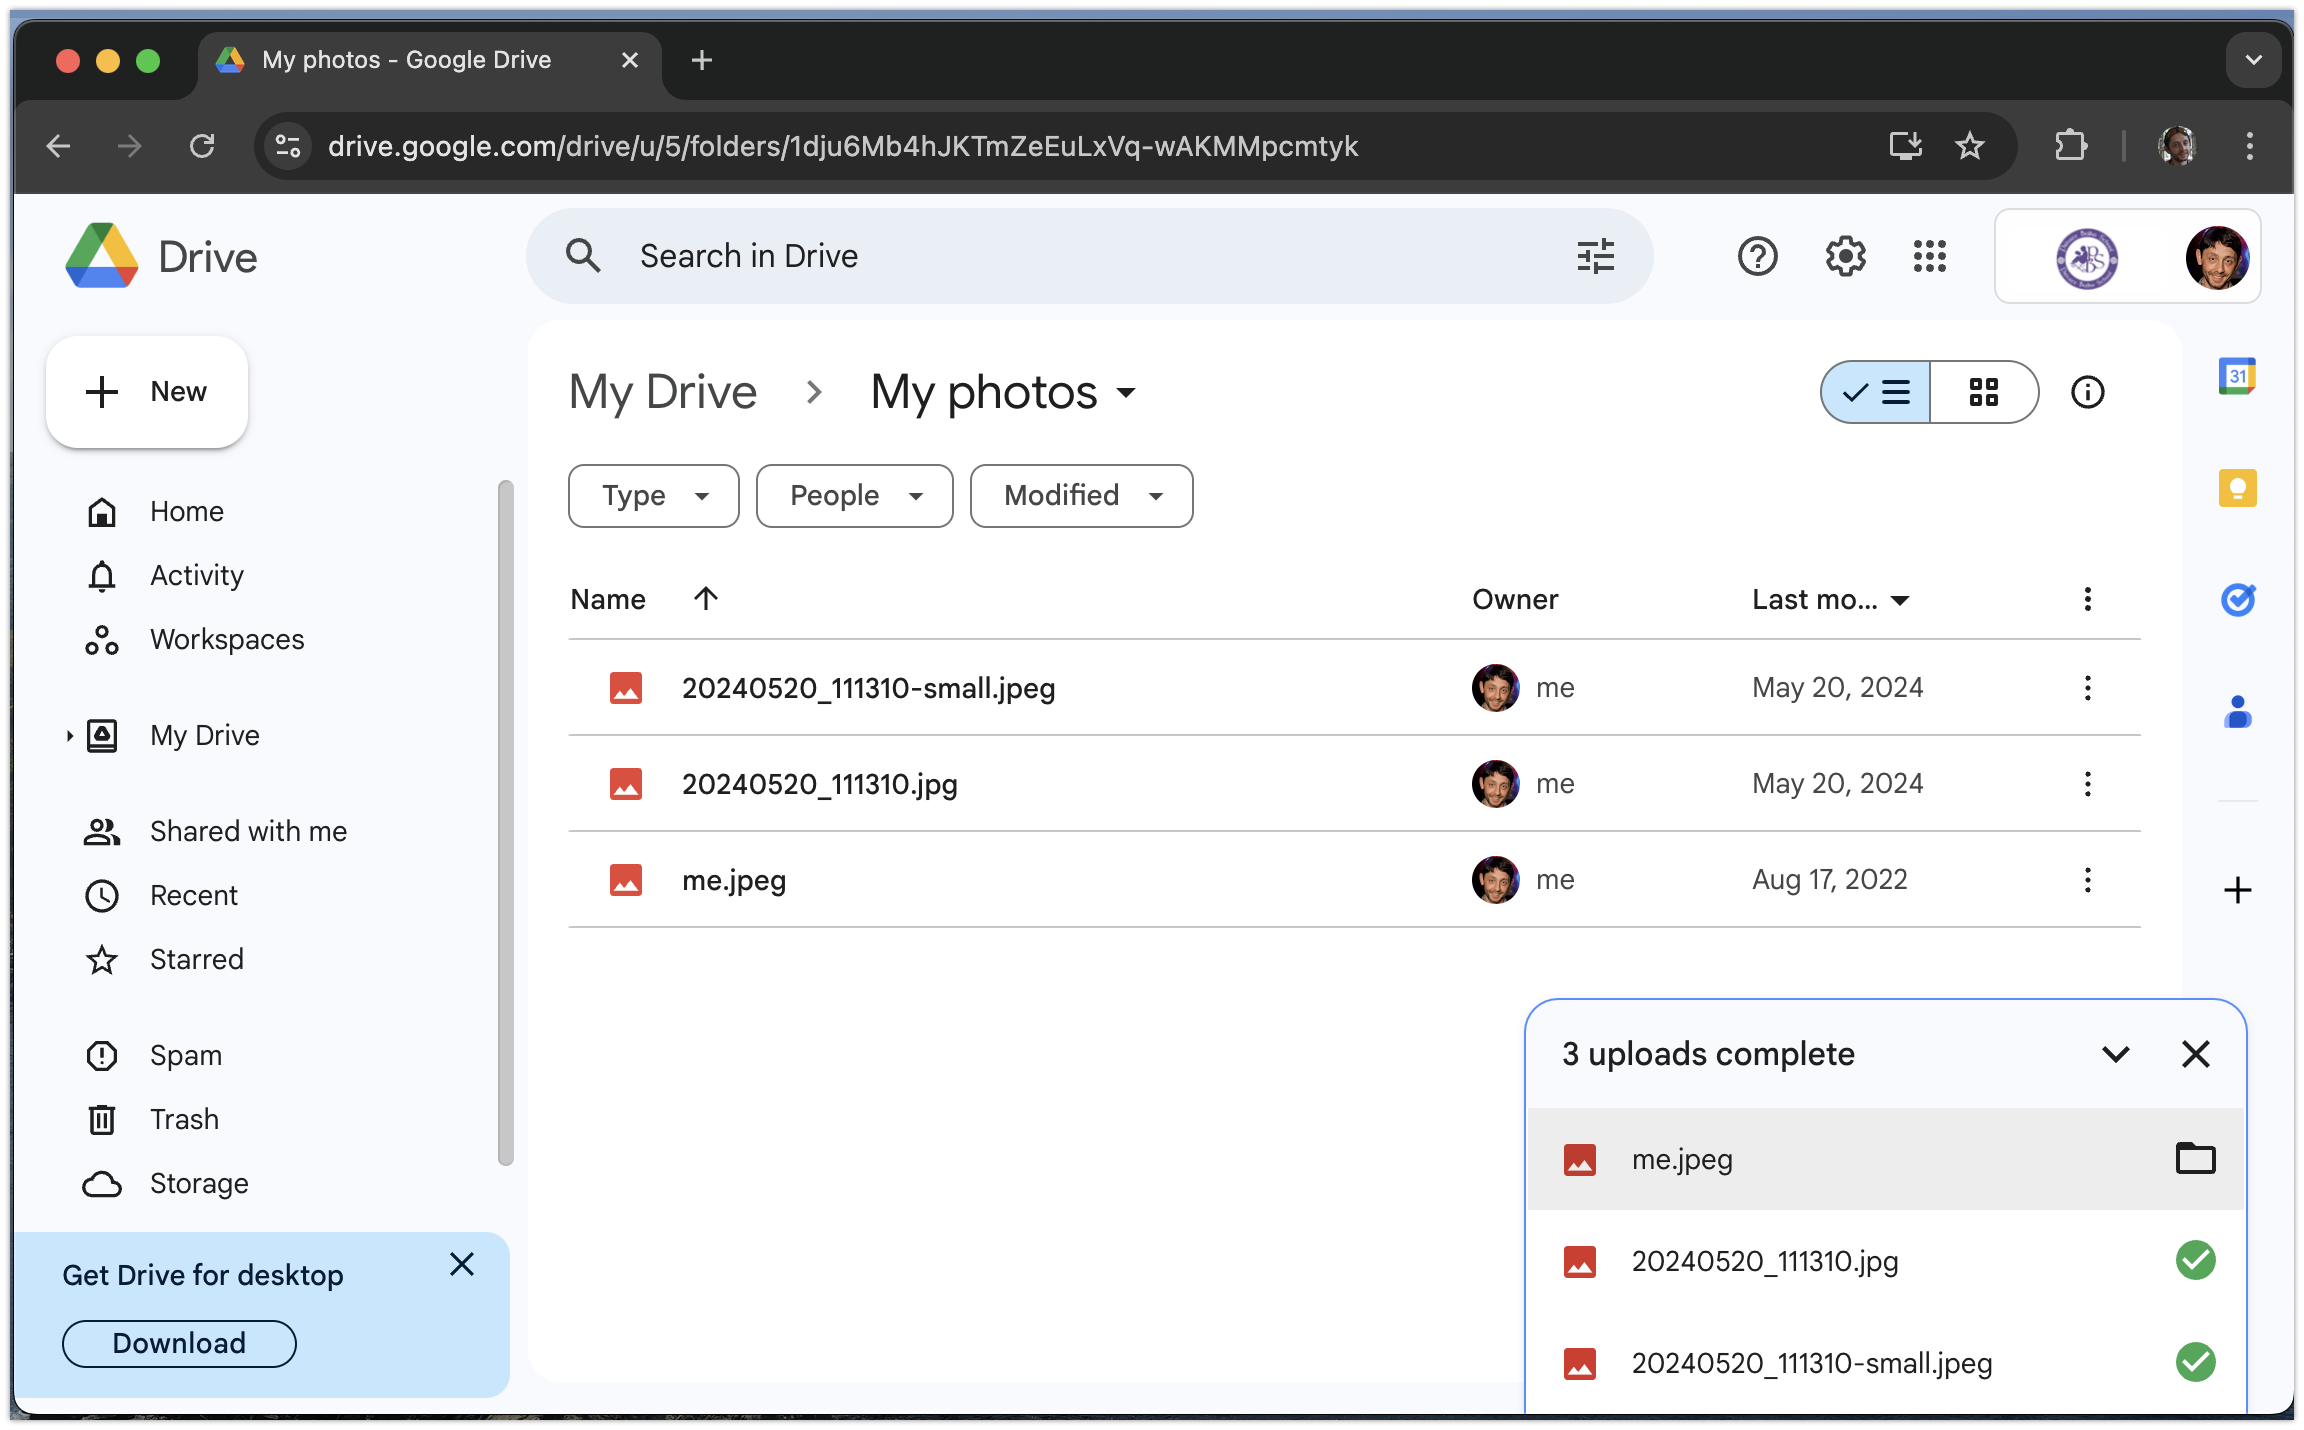 My photos - Google Drive
drive.google.com/drive/u/5/folders/1dju6Mb4hJKTmZeEuLxVq-wAKMMpcmtyk
Drive
Search in Drive
New
My Drive
My photos
31
Type
People
Modified
Home
Activity
Workspaces
My Drive
Shared with me
Recent
Starred
Spam
Trash
Storage
Name
Owner
Last mo...
20240520_111310-small.jpeg
me
May 20, 2024
20240520_111310.jpg
me
May 20, 2024
me.jpeg
me
Aug 17, 2022
3 uploads complete
me.jpeg
20240520_111310.jpg
20240520_111310-small.jpeg
Get Drive for desktop
Download